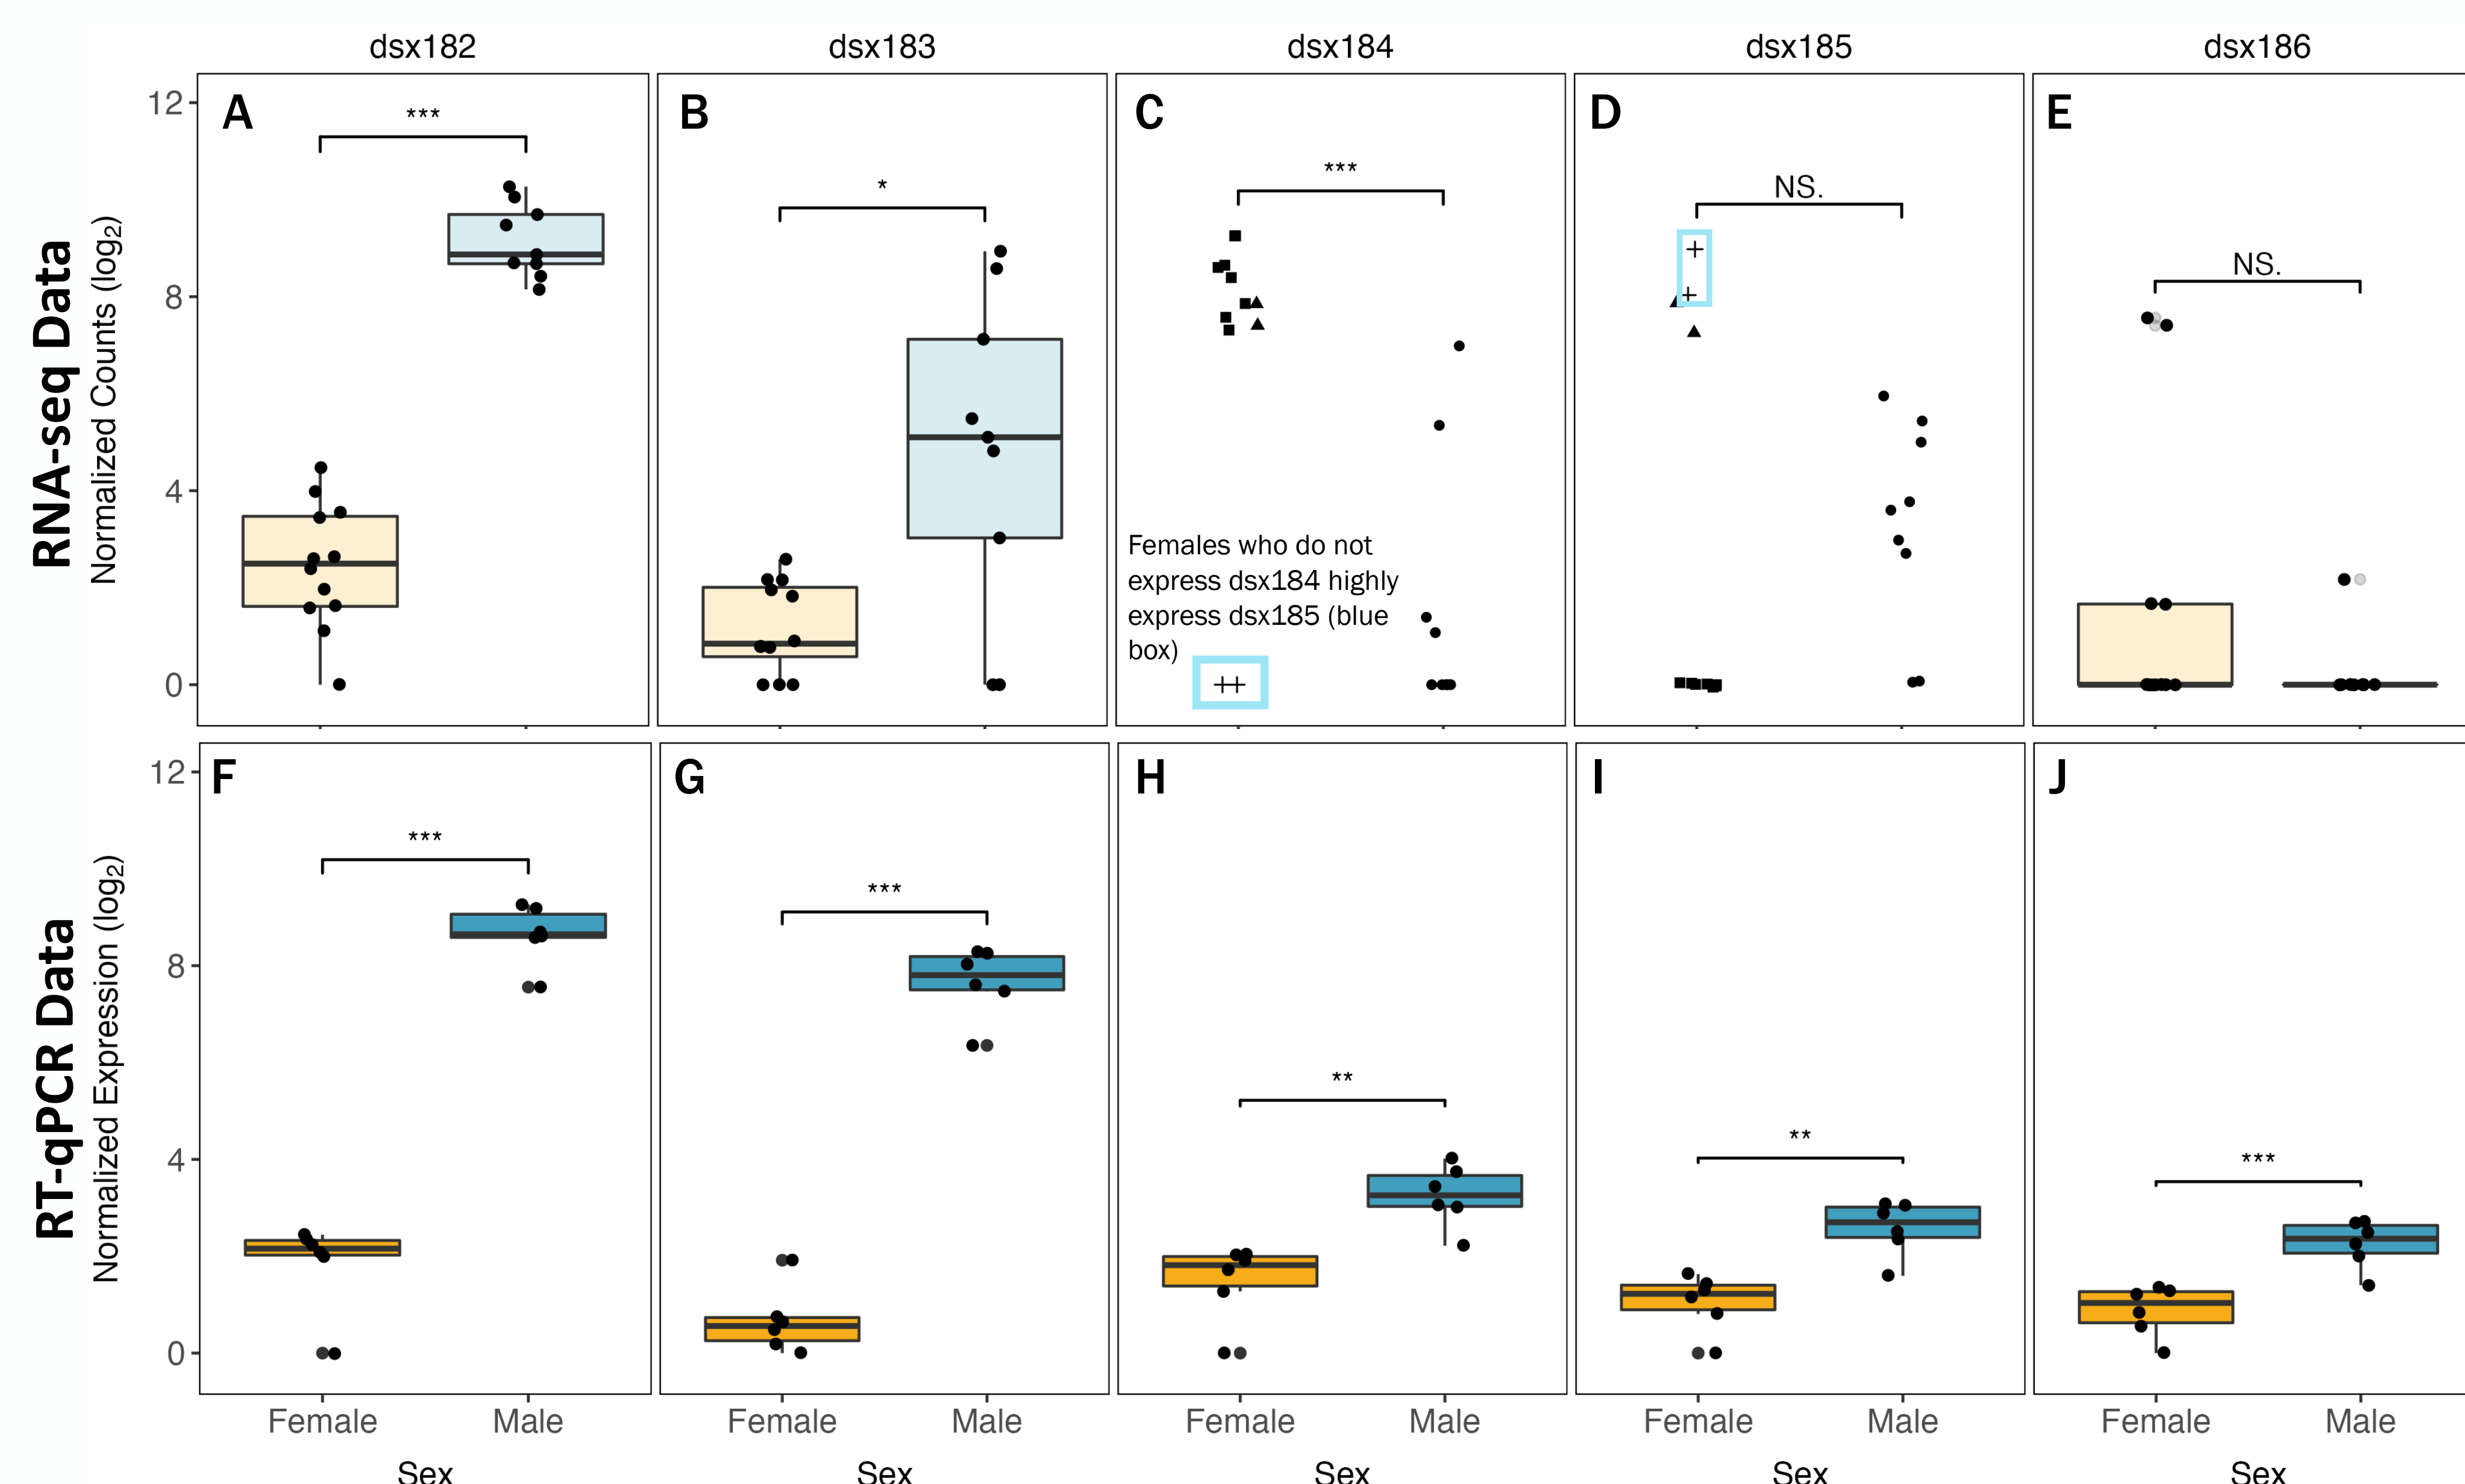 dsx182 dsx183 dsx184 dsx185 dsx186
RNA-seq Data
Normalized Counts (log2)
12
8
4
0
A
***
B
*
C
***
Females who do not
express dsx184 highly
express dsx185 (blue
box)
D
NS.
E
NS.
RT-qPCR Data
Normalized Expression (log2)
12
8
4
0
F
***
G
***
H
**
I
**
J
***
Female Male Female Male Female Male Female Male Female Male
Sex Sex Sex Sex Sex